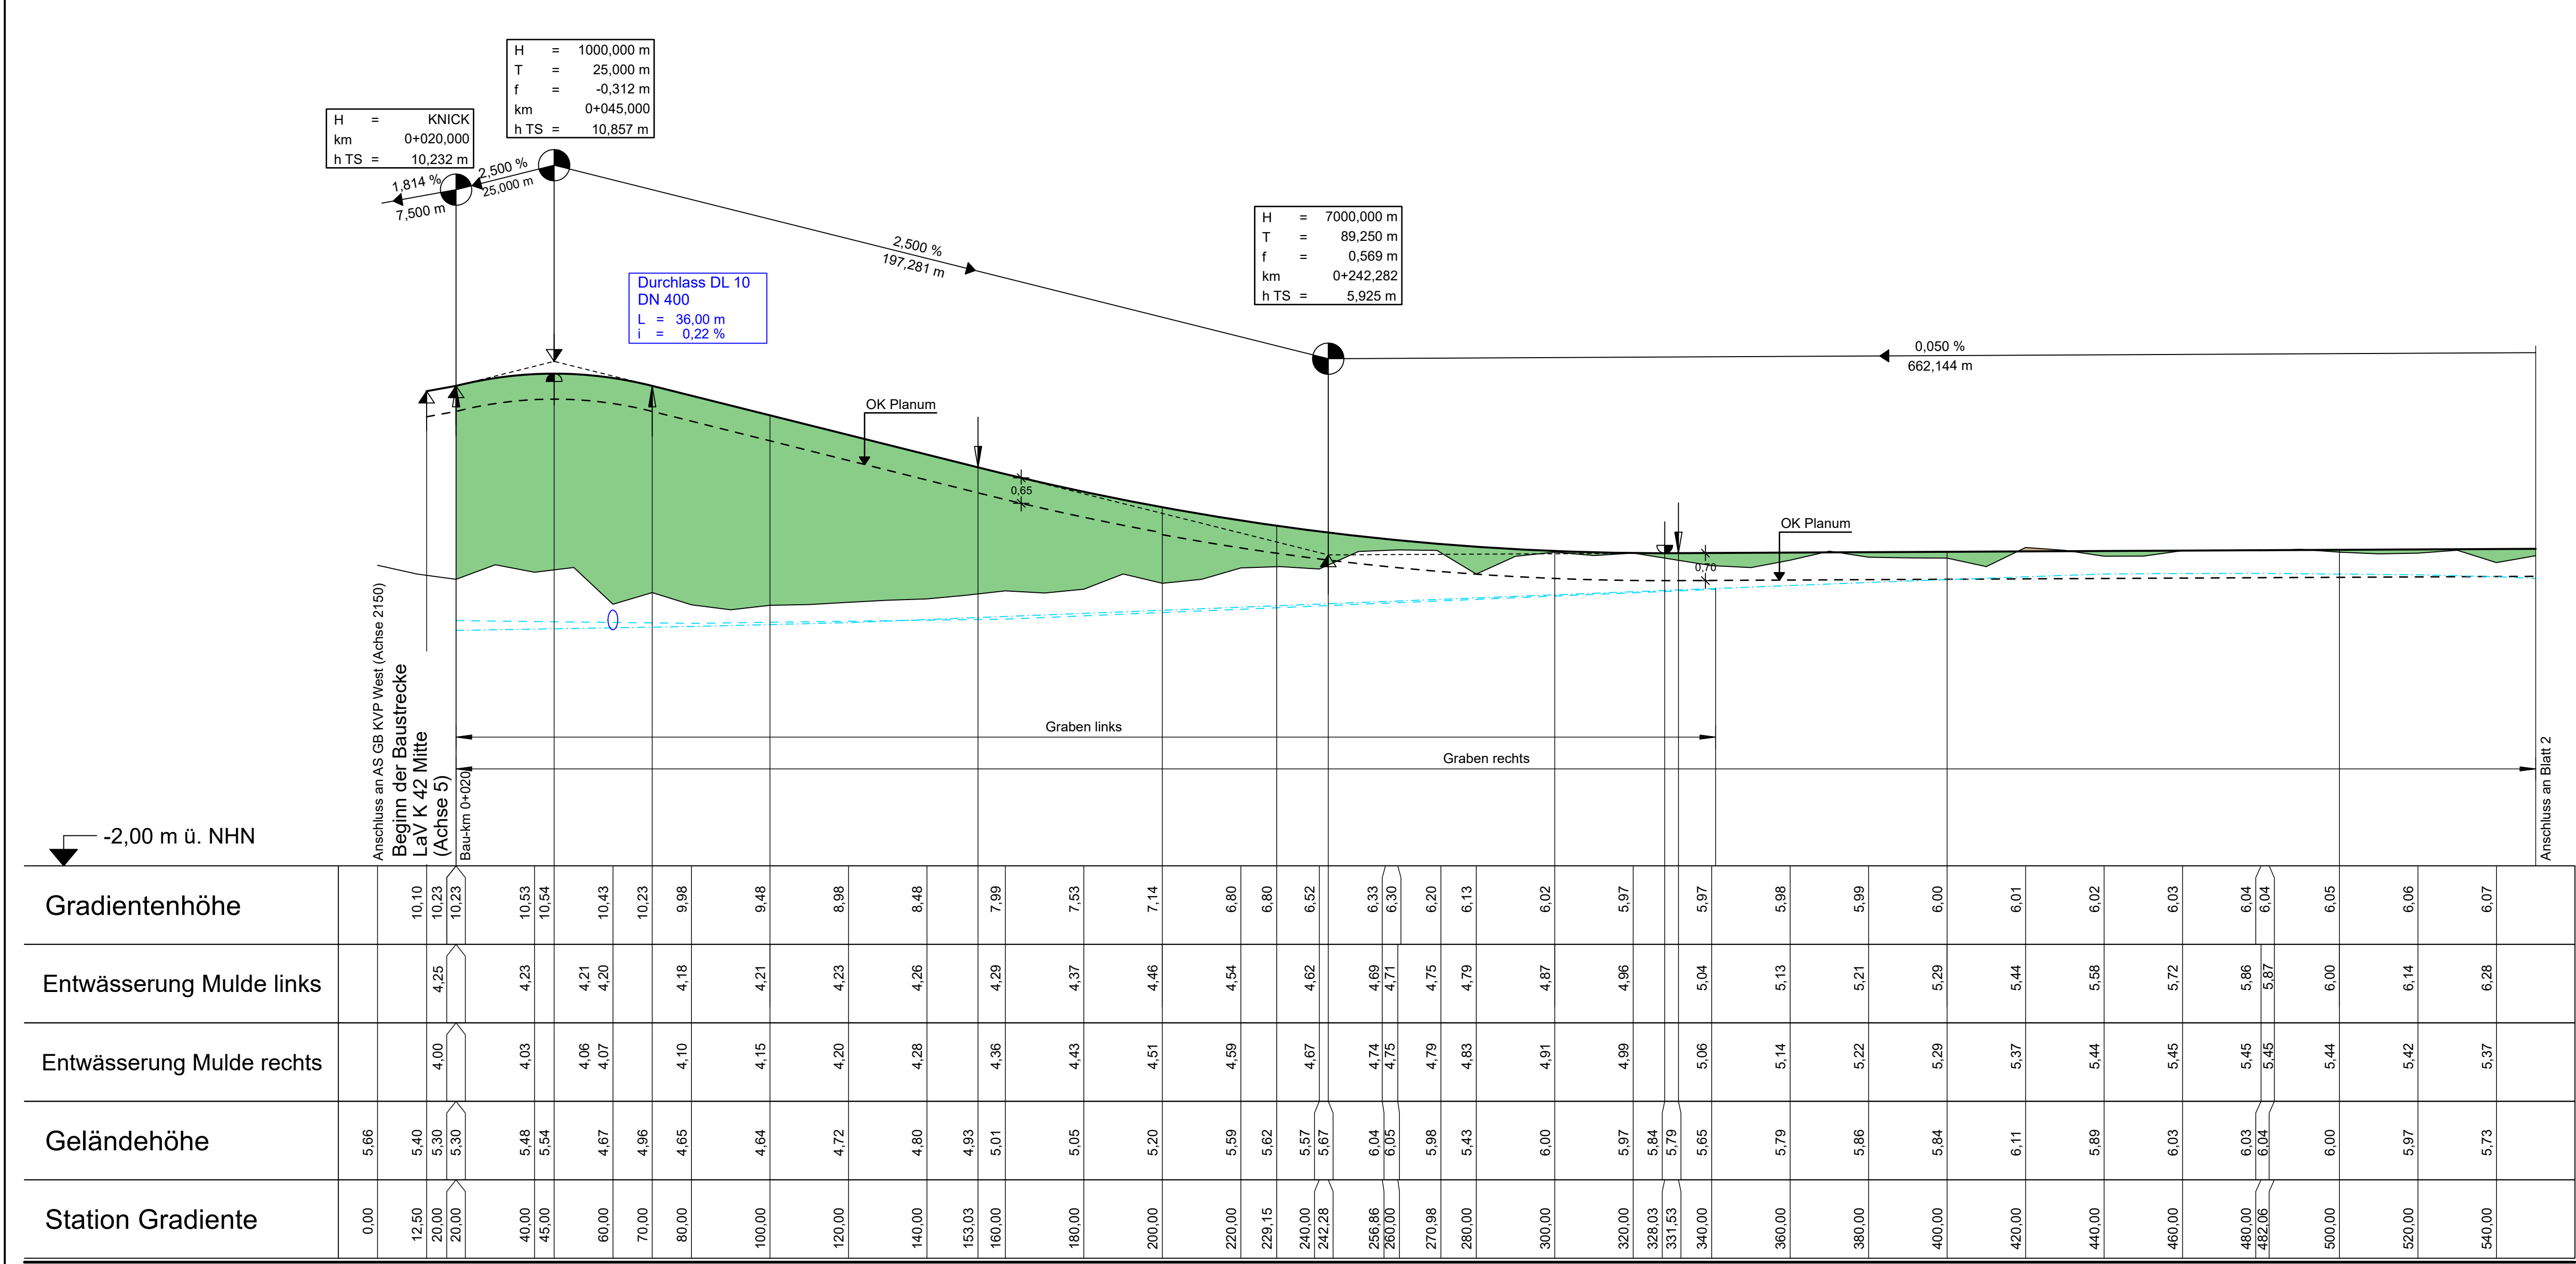 H = 1000,000 m
T = 25,000 m
f = -0,312 m
km 0+045,000
h TS = 10,857 m
H = KNICK
km 0+020,000
h TS = 10,232 m
1,814 %
7,500 m
2,500 %
25,000 m
2,500 %
197,281 m
H = 7000,000 m
T = 89,250 m
f = 0,569 m
km 0+242,282
h TS = 5,925 m
Durchlass DL 10
DN 400
L = 36,00 m
i = 0,22 %
0,050 %
662,144 m
OK Planum
0,65
OK Planum
0,70
Anschluss an AS GB KVP West (Achse 2150)
Beginn der Baustrecke
LaV K 42 Mitte
(Achse 5)
Bau-km 0+020
Graben links
Graben rechts
Anschluss an Blatt 2
-2,00 m ü. NHN
Gradientenhöhe 10,10 10,23 10,23 10,53 10,54 10,43 10,23 9,98 9,48 8,98 8,48 7,99 7,53 7,14 6,80 6,80 6,52 6,33 6,30 6,20 6,13 6,02 5,97 5,97 5,98 5,99 6,00 6,01 6,02 6,03 6,04 6,04 6,05 6,06 6,07
Entwässerung Mulde links 4,25 4,23 4,21 4,20 4,18 4,21 4,23 4,26 4,29 4,37 4,46 4,54 4,62 4,69 4,71 4,75 4,79 4,87 4,96 5,04 5,13 5,21 5,29 5,44 5,58 5,72 5,86 5,87 6,00 6,14 6,28
Entwässerung Mulde rechts 4,00 4,03 4,06 4,07 4,10 4,15 4,20 4,28 4,36 4,43 4,51 4,59 4,67 4,74 4,75 4,79 4,83 4,91 4,99 5,06 5,14 5,22 5,29 5,37 5,44 5,45 5,45 5,45 5,44 5,42 5,37
Geländehöhe 5,66 5,40 5,30 5,30 5,48 5,54 4,67 4,96 4,65 4,64 4,72 4,80 4,93 5,01 5,05 5,20 5,59 5,62 5,57 5,67 6,04 6,05 5,98 5,43 6,00 5,97 5,84 5,79 5,65 5,79 5,86 5,84 6,11 5,89 6,03 6,03 6,04 6,00 5,97 5,73
Station Gradiente 0,00 12,50 20,00 20,00 40,00 45,00 60,00 70,00 80,00 100,00 120,00 140,00 153,03 160,00 180,00 200,00 220,00 229,15 240,00 242,28 256,86 260,00 270,98 280,00 300,00 320,00 328,03 331,53 340,00 360,00 380,00 400,00 420,00 440,00 460,00 480,00 482,06 500,00 520,00 540,00